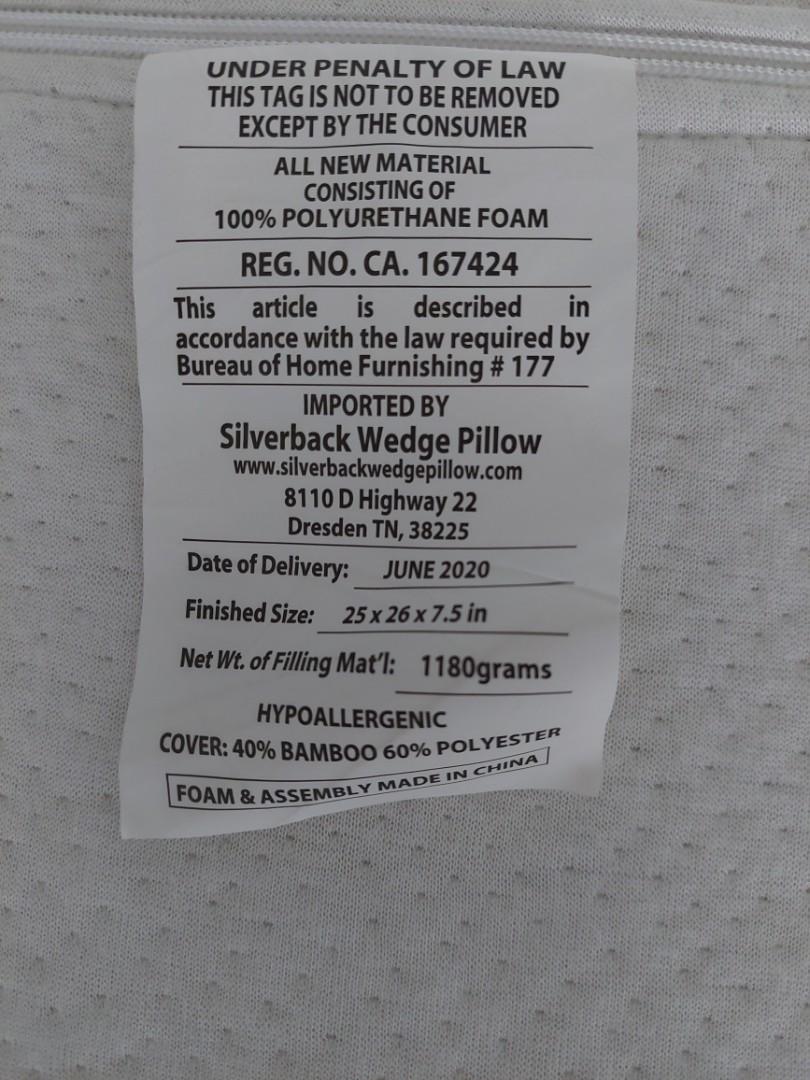 UNDER PENALTY OF LAW
THIS TAG IS NOT TO BE REMOVED
EXCEPT BY THE CONSUMER
ALL NEW MATERIAL
CONSISTING OF
100% POLYURETHANE FOAM
REG. NO. CA. 167424
This article is described in
accordance with the law required by
Bureau of Home Furnishing # 177
IMPORTED BY
Silverback Wedge Pillow
www.silverbackwedgepillow.com
8110 D Highway 22
Dresden TN, 38225
Date of Delivery: JUNE 2020
Finished Size: 25 x 26 x 7.5 in
Net Wt. of Filling Mat'l: 1180grams
HYPOALLERGENIC
COVER: 40% BAMBOO 60% POLYESTER
FOAM & ASSEMBLY MADE IN CHINA